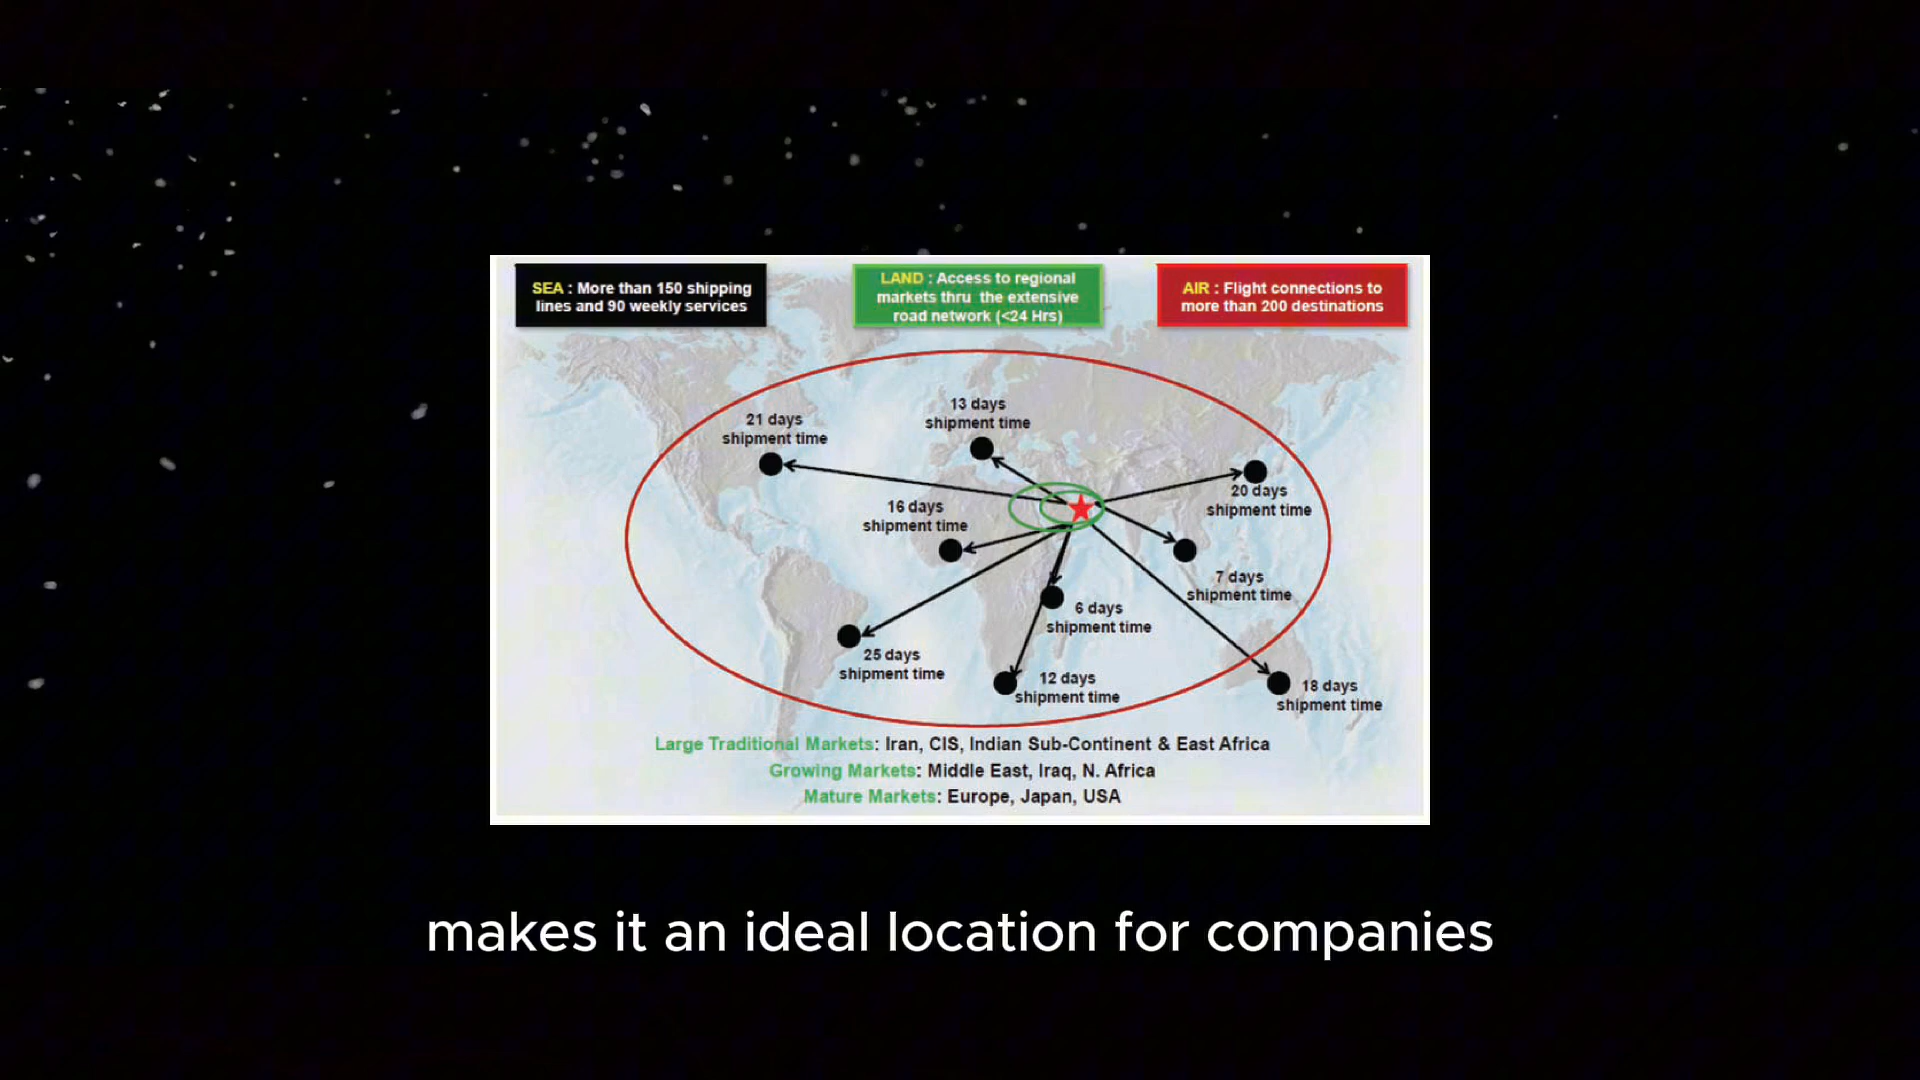 SEA : More than 150 shipping
lines and 90 weekly services
LAND : Access to regional
markets thru the extensive
road network (<24 Hrs)
AIR : Flight connections to
more than 200 destinations
21 days
shipment time
13 days
shipment time
20 days
shipment time
16 days
shipment time
7 days
shipment time
6 days
shipment time
25 days
shipment time
12 days
shipment time
18 days
shipment time
Large Traditional Markets: Iran, CIS, Indian Sub-Continent & East Africa
Growing Markets: Middle East, Iraq, N. Africa
Mature Markets: Europe, Japan, USA
makes it an ideal location for companies